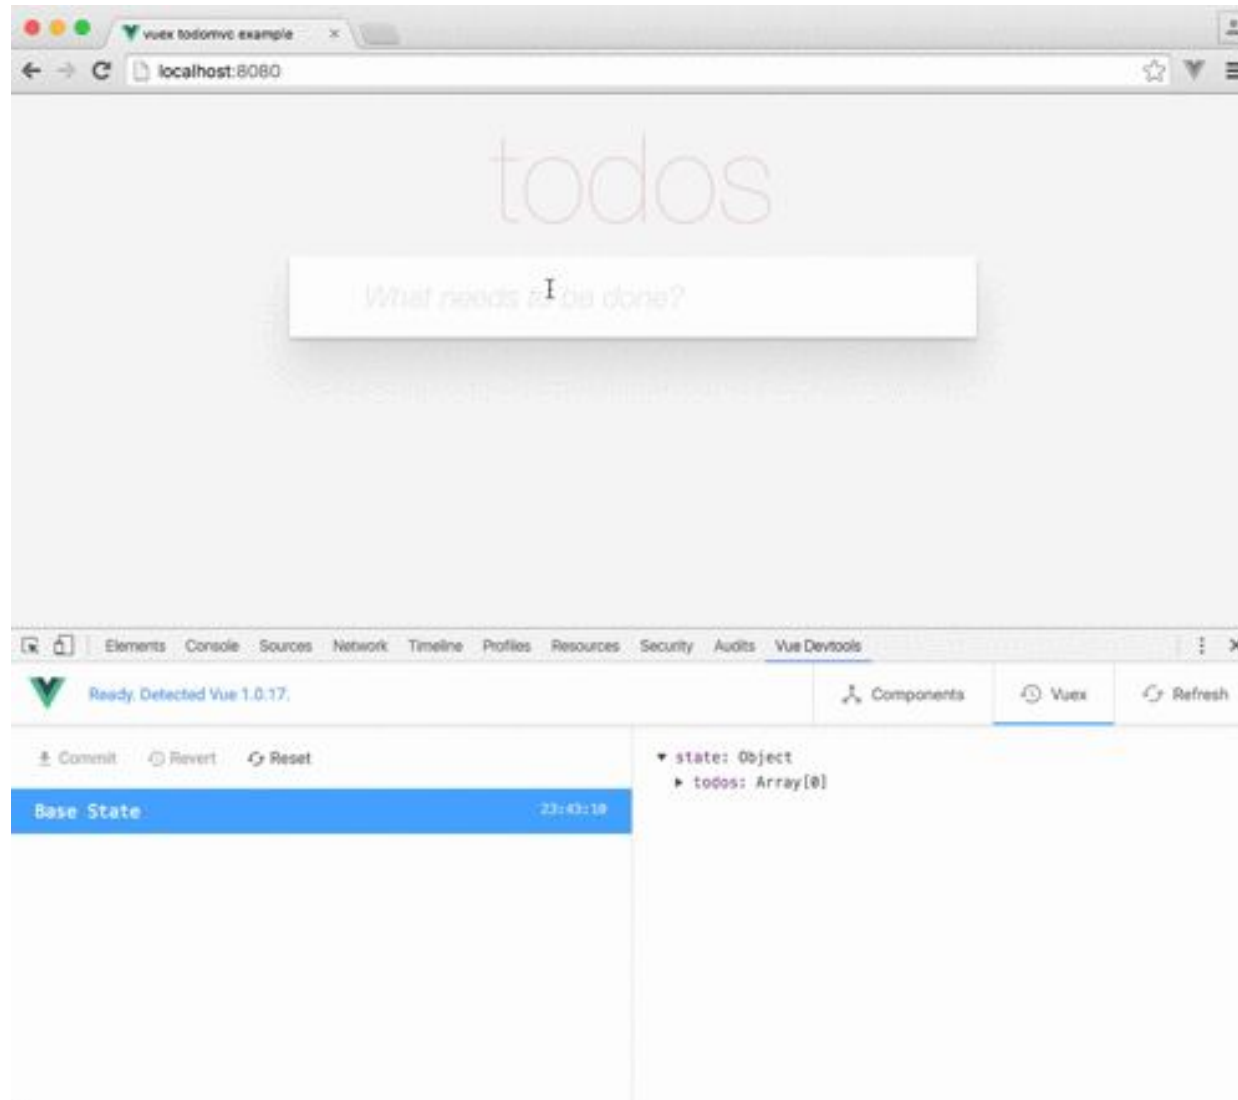 vuex todomvc example
localhost:8080
todos
What needs to be done?
Elements Console Sources Network Timeline Profiles Resources Security Audits Vue Devtools
Ready. Detected Vue 1.0.17.
Components Vuex Refresh
Commit Revert Reset
Base State 23:43:10
▼ state: Object
▶ todos: Array[0]